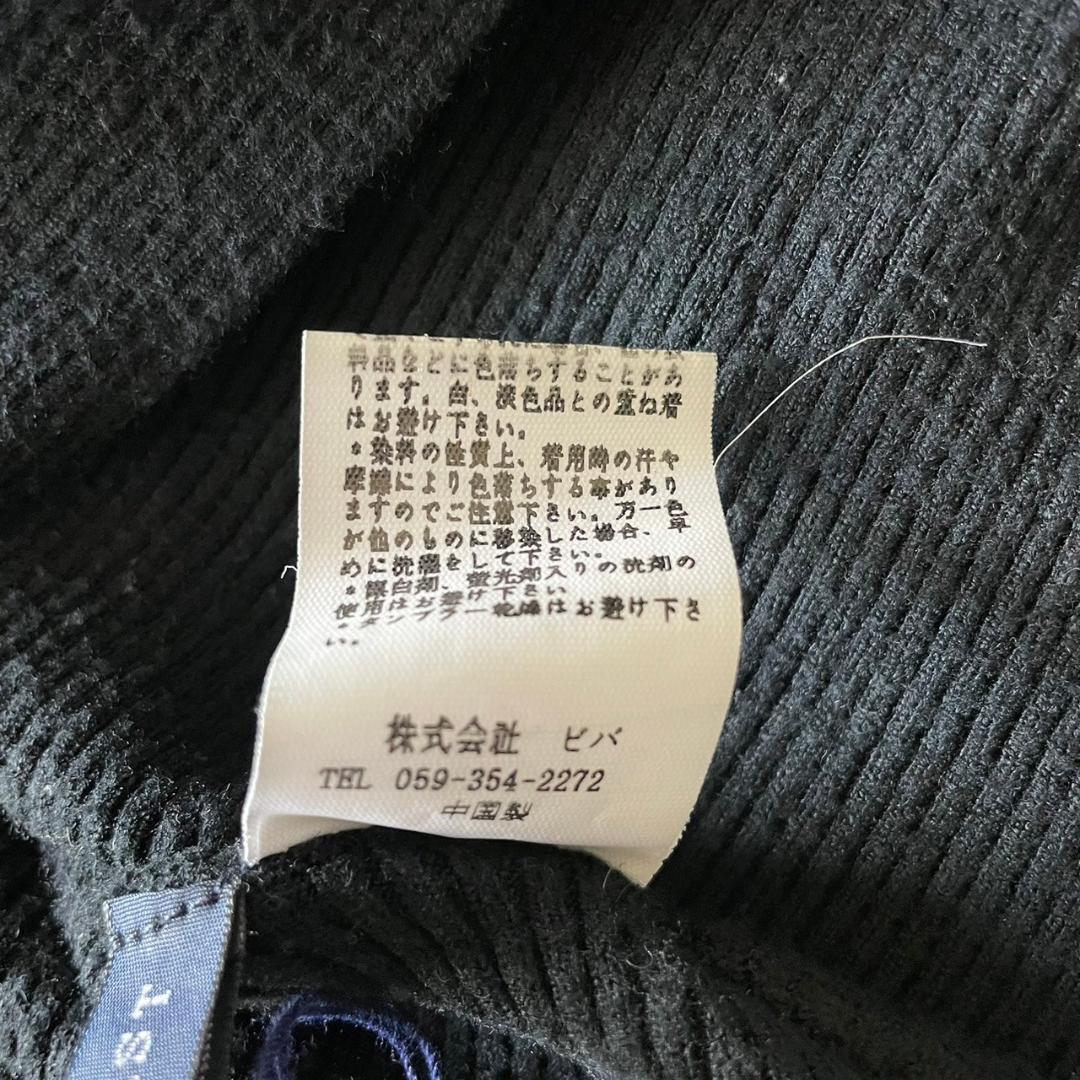 色落ちすることがあ
ります。白、淡色品との重ね着
はお避け下さい。
*染料の性質上、着用時の汗や
摩擦により色落ちする事があり
ますのでご注意下さい。万一色
が他のものに移染した場合、早
めに洗濯をして下さい。
*漂白剤、蛍光剤入りの洗剤の
使用はお避け下さい。
タンブラー乾燥はお避け下さ
い。
株式会社 ビバ
TEL 059-354-2272
中国製
ST